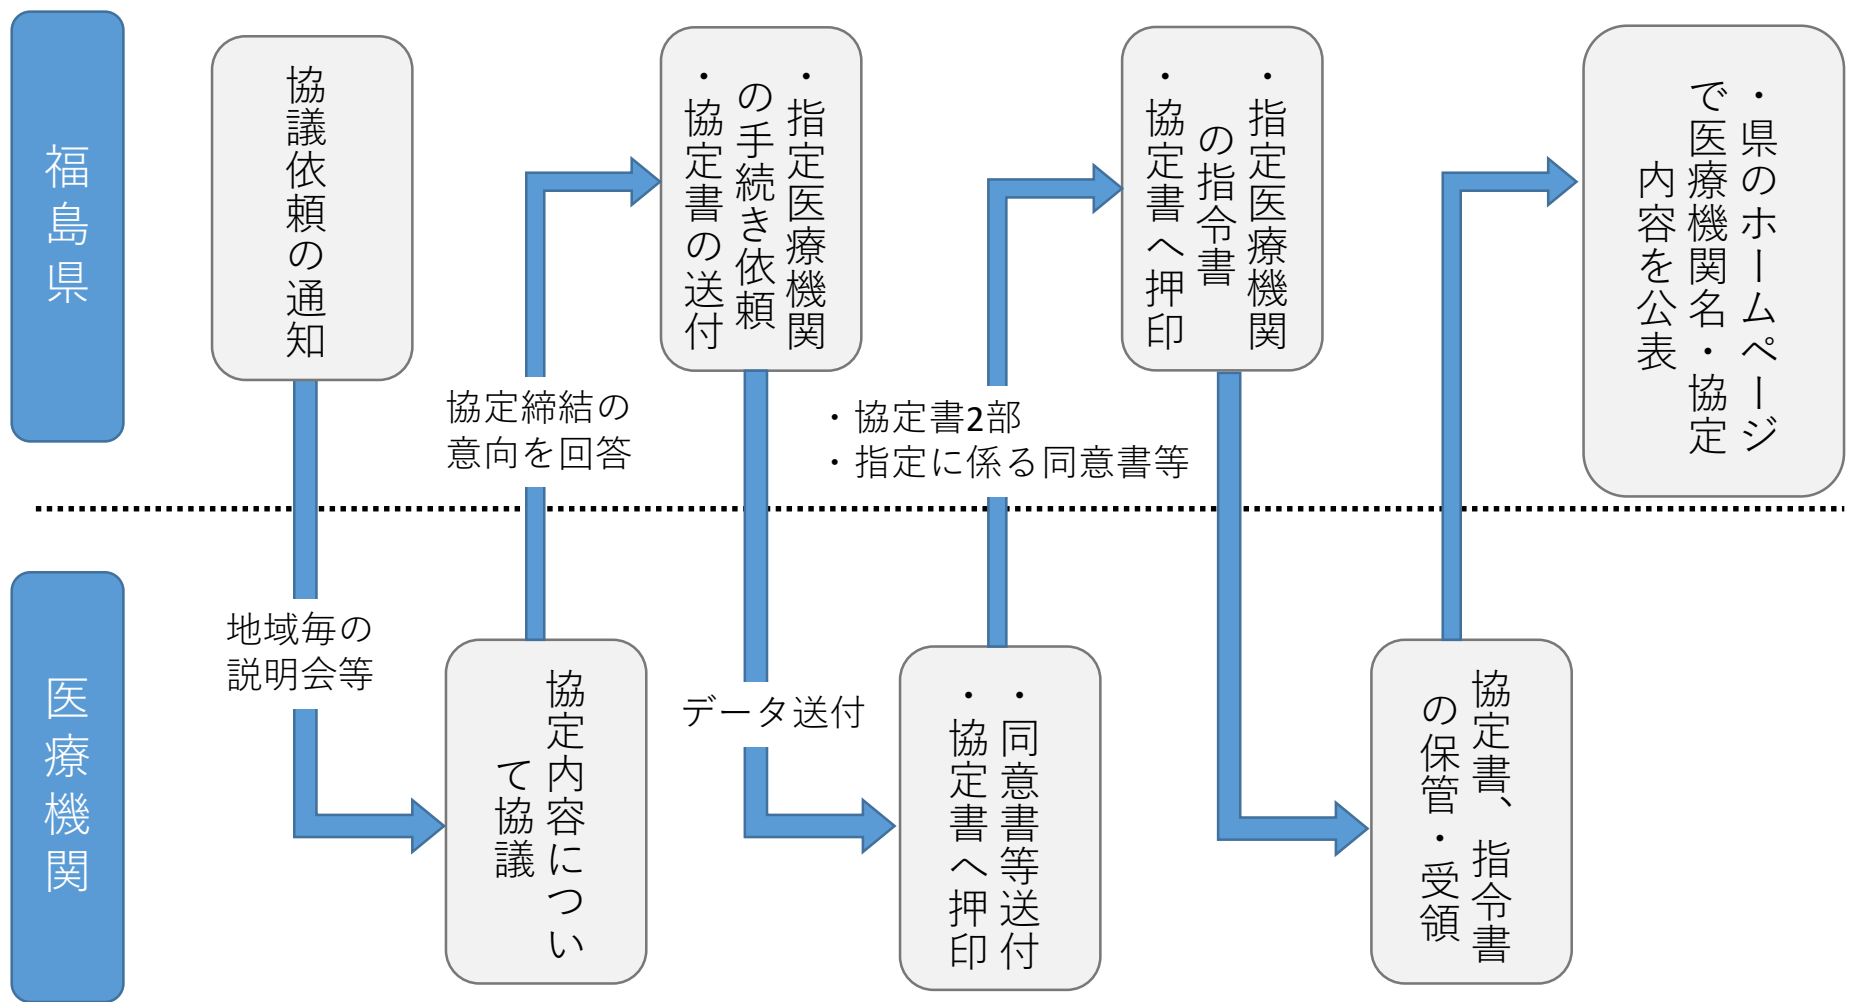 福島県
協議依頼の通知
地域毎の
説明会等
協定内容につい
て協議
協定締結の
意向を回答
・指定医療機関
の手続き依頼
・協定書の送付
データ送付
・同意書等送付
・協定書へ押印
・協定書2部
・指定に係る同意書等
・指定医療機関
の指令書
・協定書へ押印
協定書、指令書
の保管・受領
・県のホームページ
で医療機関名・協定
内容を公表
医療機関